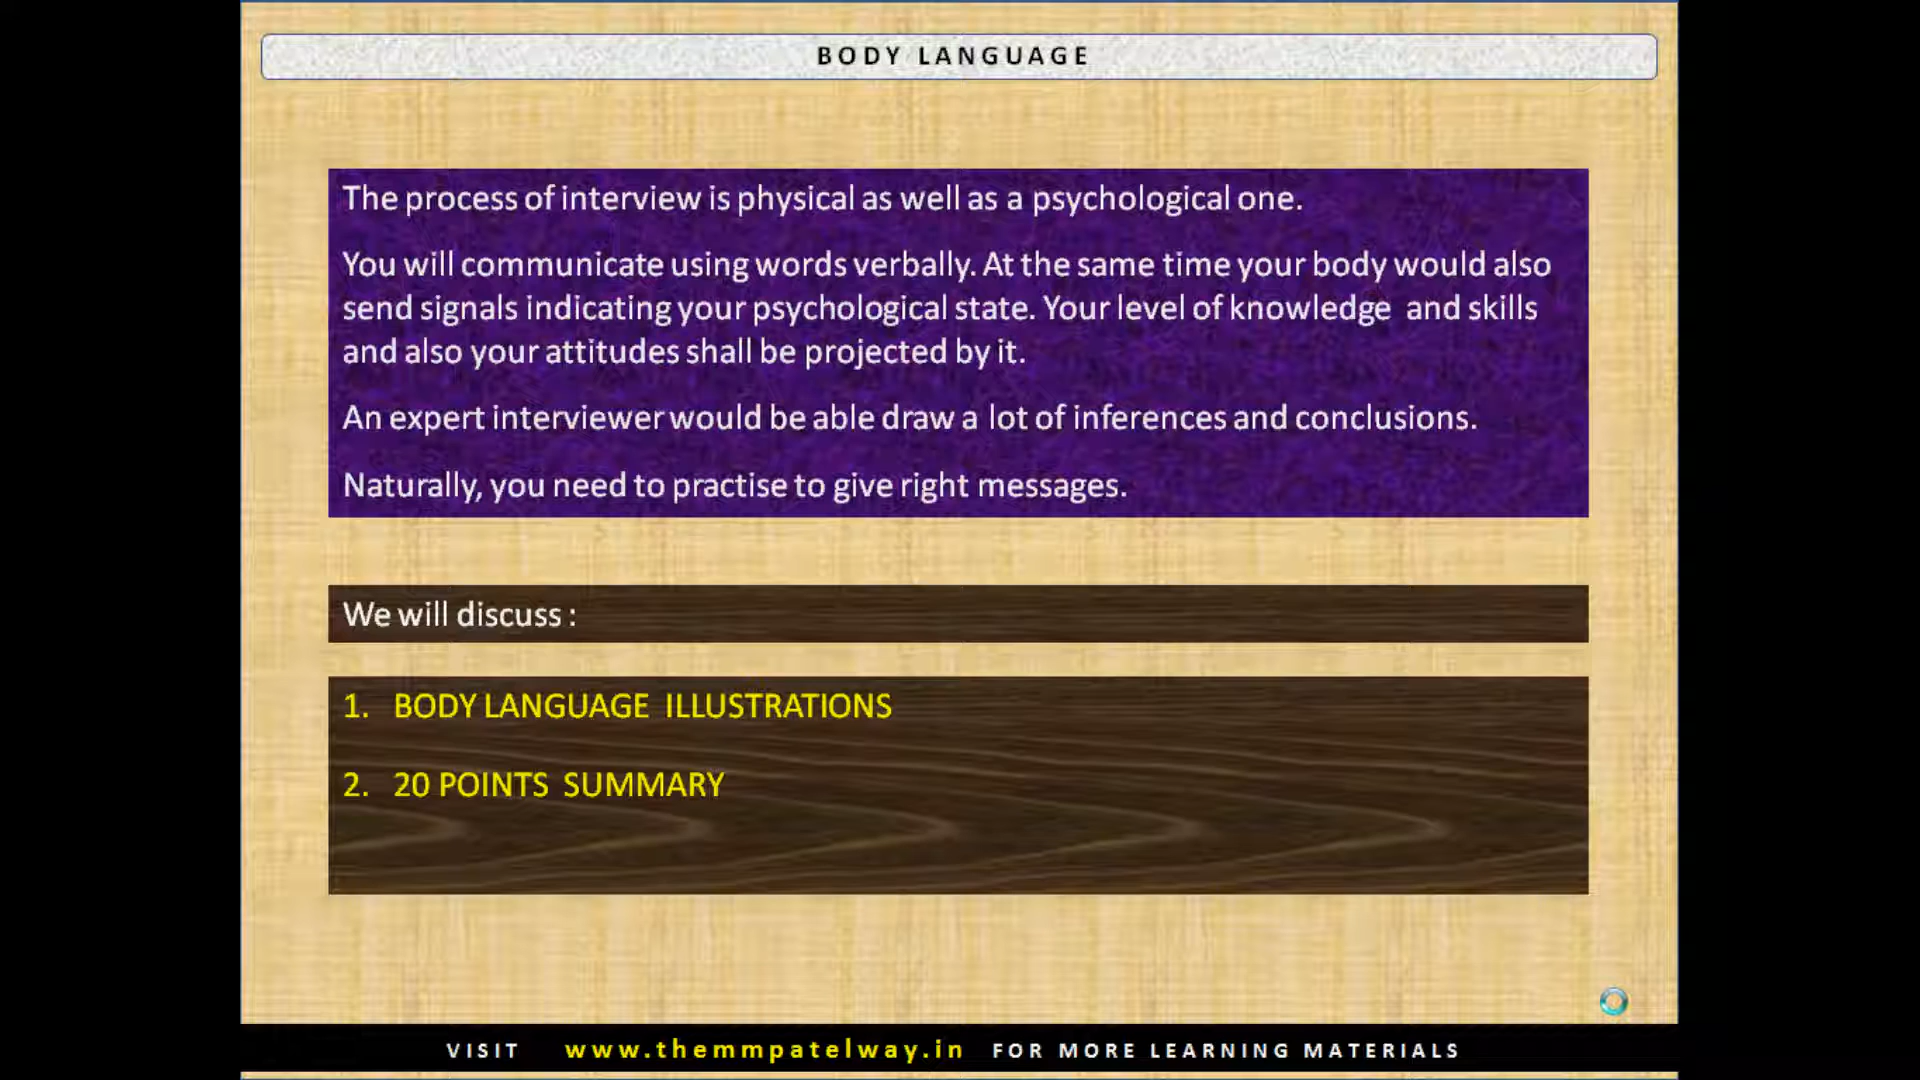 BODY LANGUAGE
The process of interview is physical as well as a psychological one.
You will communicate using words verbally. At the same time your body would also
send signals indicating your psychological state. Your level of knowledge and skills
and also your attitudes shall be projected by it.
An expert interviewer would be able draw a lot of inferences and conclusions.
Naturally, you need to practise to give right messages.
We will discuss :
1. BODY LANGUAGE ILLUSTRATIONS
2. 20 POINTS SUMMARY
VISIT www.themmpatelway.in FOR MORE LEARNING MATERIALS